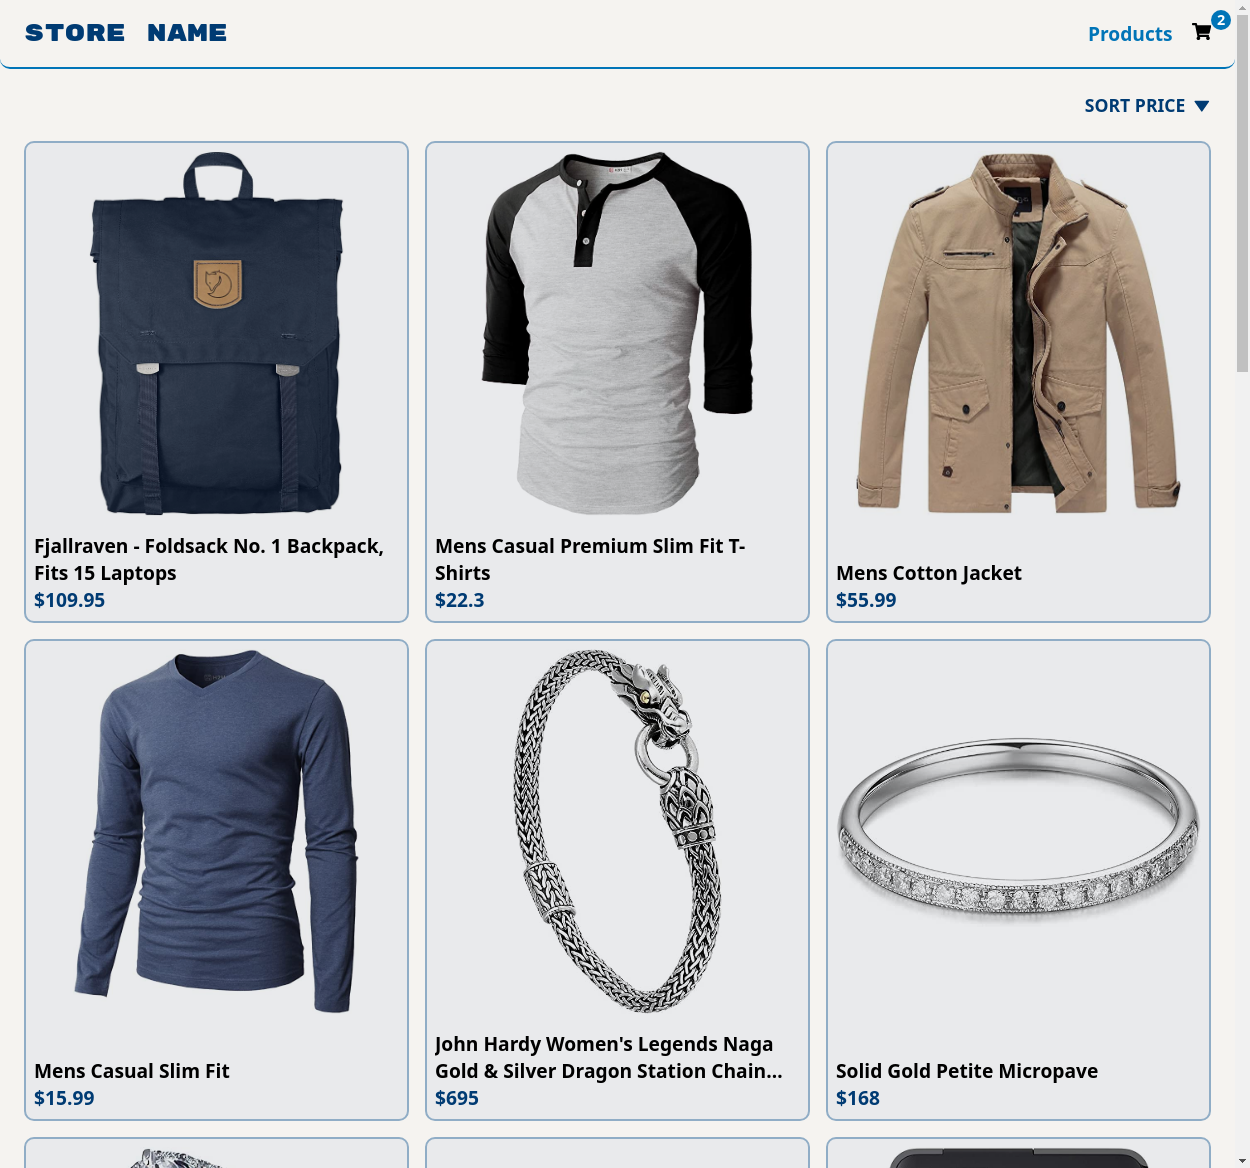 STORE NAME
Products
2
SORT PRICE
Fjallraven - Foldsack No. 1 Backpack,
Fits 15 Laptops
$109.95
Mens Casual Premium Slim Fit T-
Shirts
$22.3
Mens Cotton Jacket
$55.99
Mens Casual Slim Fit
$15.99
John Hardy Women's Legends Naga
Gold & Silver Dragon Station Chain...
$695
Solid Gold Petite Micropave
$168